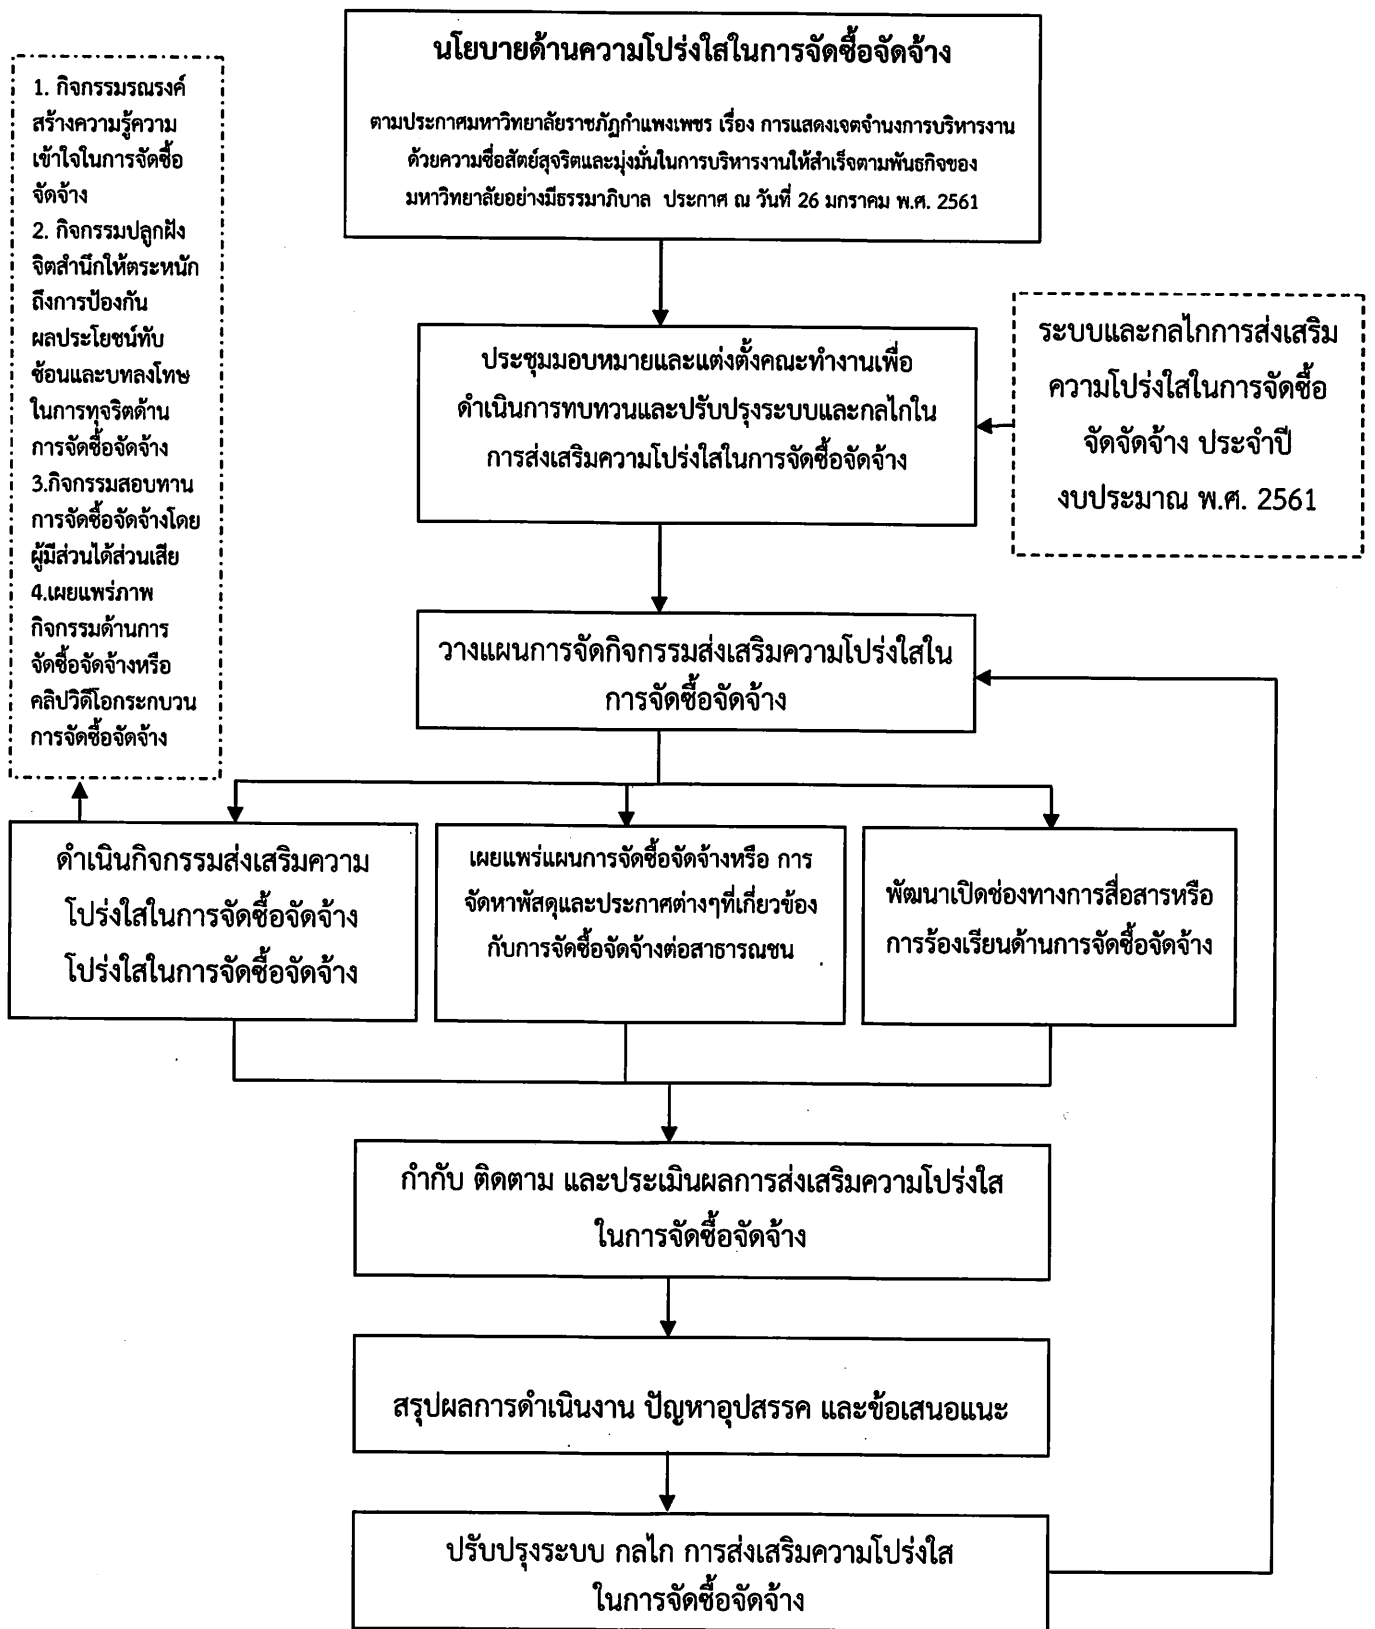 นโยบายด้านความโปร่งใสในการจัดซื้อจัดจ้าง
ตามประกาศมหาวิทยาลัยราชภัฏกำแพงเพชร เรื่อง การแสดงเจตจำนงการบริหารงาน
ด้วยความซื่อสัตย์สุจริตและมุ่งมั่นในการบริหารงานให้สำเร็จตามพันธกิจของ
มหาวิทยาลัยอย่างมีธรรมาภิบาล ประกาศ ณ วันที่ 26 มกราคม พ.ศ. 2561
1. กิจกรรมรณรงค์
สร้างความรู้ความ
เข้าใจในการจัดซื้อ
จัดจ้าง
2. กิจกรรมปลูกฝัง
จิตสำนึกให้ตระหนัก
ถึงการป้องกัน
ผลประโยชน์ทับ
ซ้อนและบทลงโทษ
ในการทุจริตด้าน
การจัดซื้อจัดจ้าง
3.กิจกรรมสอบทาน
การจัดซื้อจัดจ้างโดย
ผู้มีส่วนได้ส่วนเสีย
4.เผยแพร่ภาพ
กิจกรรมด้านการ
จัดซื้อจัดจ้างหรือ
คลิปวิดีโอกระกบวน
การจัดซื้อจัดจ้าง
ประชุมมอบหมายและแต่งตั้งคณะทำงานเพื่อ
ดำเนินการทบทวนและปรับปรุงระบบและกลไกใน
การส่งเสริมความโปร่งใสในการจัดซื้อจัดจ้าง
ระบบและกลไกการส่งเสริม
ความโปร่งใสในการจัดซื้อ
จัดจัดจ้าง ประจำปี
งบประมาณ พ.ศ. 2561
วางแผนการจัดกิจกรรมส่งเสริมความโปร่งใสใน
การจัดซื้อจัดจ้าง
ดำเนินกิจกรรมส่งเสริมความ
โปร่งใสในการจัดซื้อจัดจ้าง
โปร่งใสในการจัดซื้อจัดจ้าง
เผยแพร่แผนการจัดซื้อจัดจ้างหรือ การ
จัดหาพัสดุและประกาศต่างๆที่เกี่ยวข้อง
กับการจัดซื้อจัดจ้างต่อสาธารณชน
พัฒนาเปิดช่องทางการสื่อสารหรือ
การร้องเรียนด้านการจัดซื้อจัดจ้าง
กำกับ ติดตาม และประเมินผลการส่งเสริมความโปร่งใส
ในการจัดซื้อจัดจ้าง
สรุปผลการดำเนินงาน ปัญหาอุปสรรค และข้อเสนอแนะ
ปรับปรุงระบบ กลไก การส่งเสริมความโปร่งใส
ในการจัดซื้อจัดจ้าง